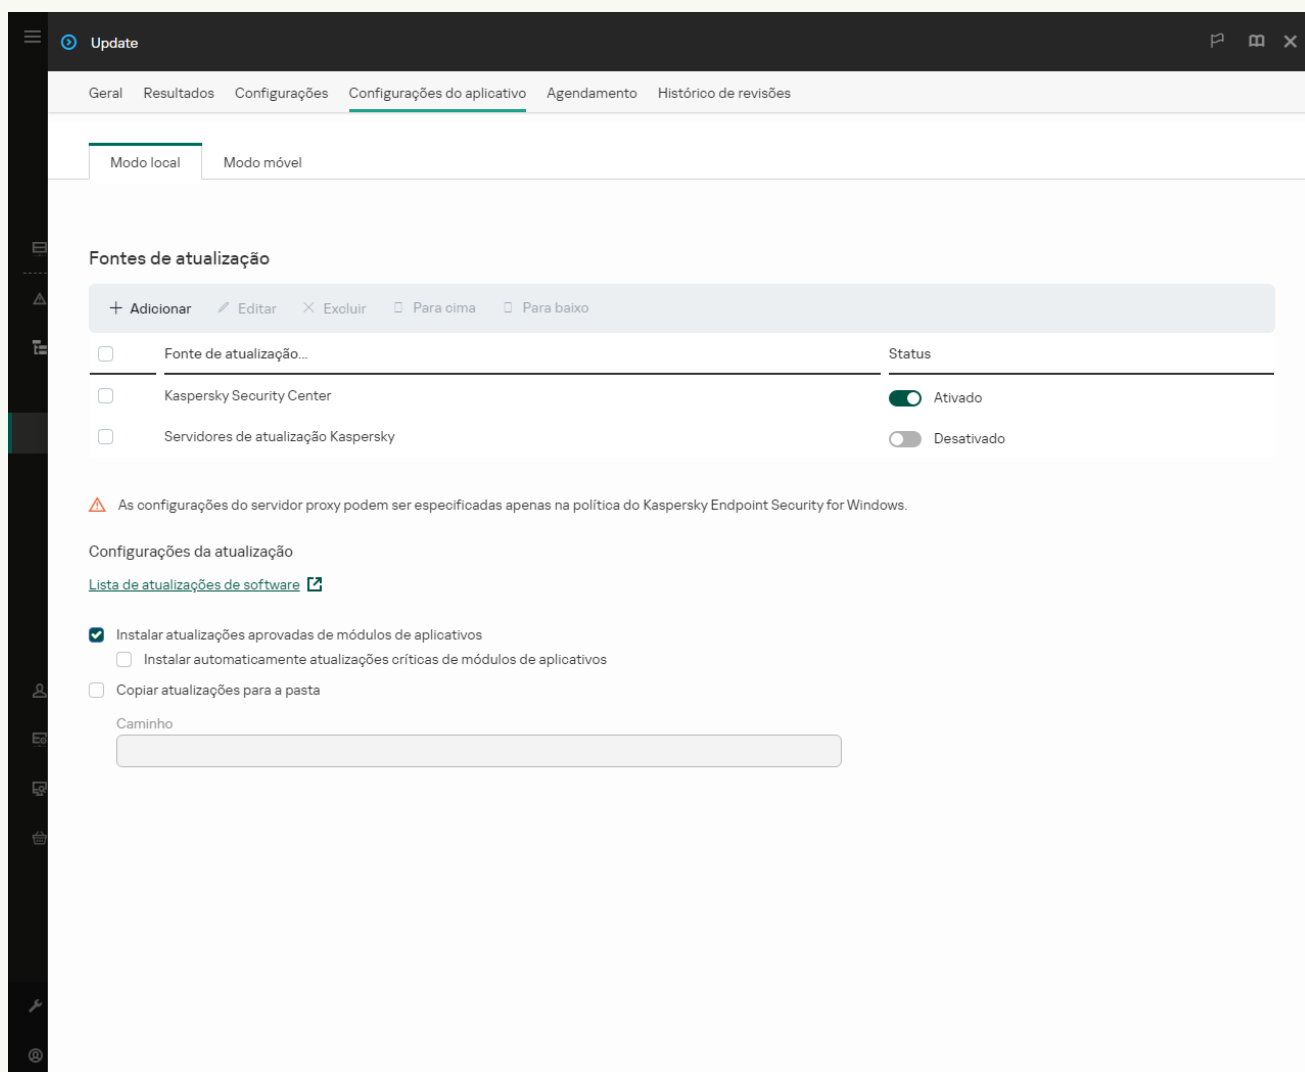 Update
Geral Resultados Configurações Configurações do aplicativo Agendamento Histórico de revisões
Modo local Modo móvel
Fontes de atualização
Adicionar Editar Excluir Para cima Para baixo
Fonte de atualização... Status
Kaspersky Security Center Ativado
Servidores de atualização Kaspersky Desativado
As configurações do servidor proxy podem ser especificadas apenas na política do Kaspersky Endpoint Security for Windows.
Configurações da atualização
Lista de atualizações de software
Instalar atualizações aprovadas de módulos de aplicativos
Instalar automaticamente atualizações críticas de módulos de aplicativos
Copiar atualizações para a pasta
Caminho